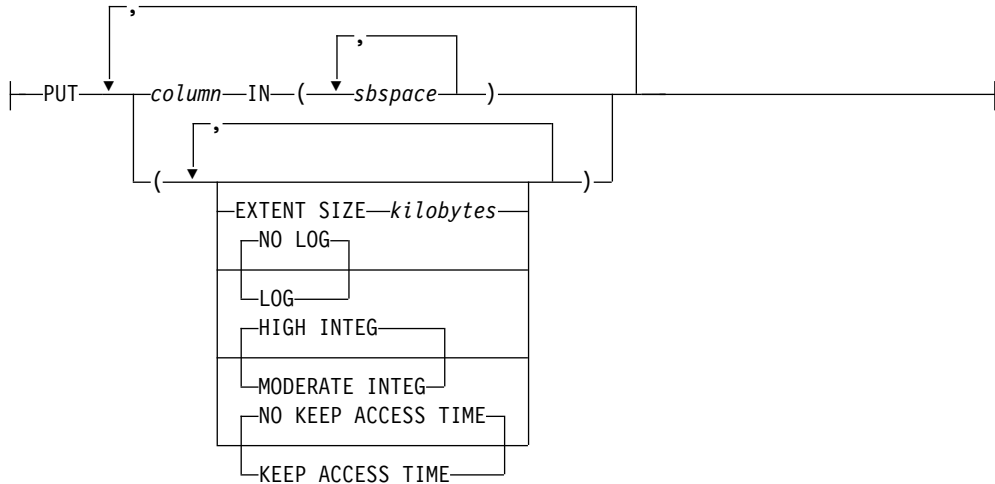 ,
,
PUT column IN ( sbspace )
,
( )
EXTENT SIZE kilobytes
NO LOG
LOG
HIGH INTEG
MODERATE INTEG
NO KEEP ACCESS TIME
KEEP ACCESS TIME